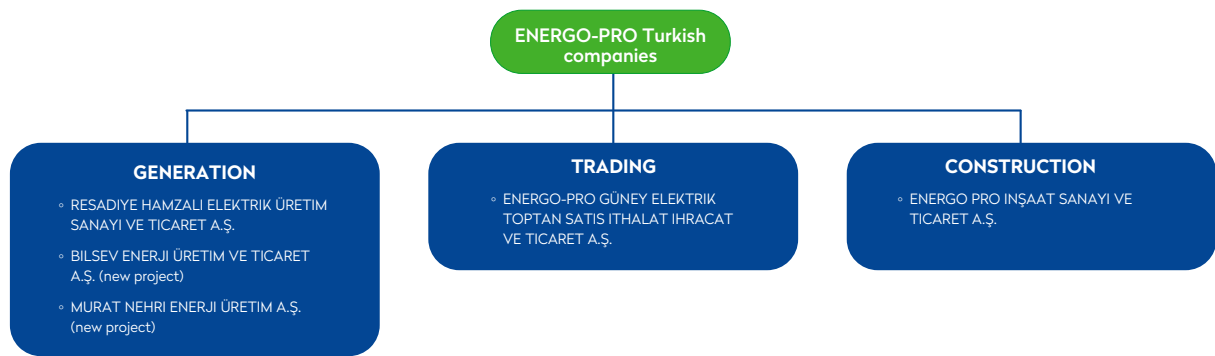 ENERGO-PRO Turkish
companies
GENERATION
◦ RESADIYE HAMZALI ELEKTRIK ÜRETIM
SANAYI VE TICARET A.Ş.
◦ BILSEV ENERJI ÜRETIM VE TICARET
A.Ş. (new project)
◦ MURAT NEHRI ENERJI ÜRETIM A.Ş.
(new project)
TRADING
◦ ENERGO-PRO GÜNEY ELEKTRIK
TOPTAN SATIS ITHALAT IHRACAT
VE TICARET A.Ş.
CONSTRUCTION
◦ ENERGO PRO INŞAAT SANAYI VE
TICARET A.Ş.